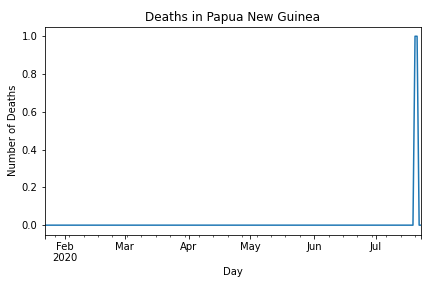 Deaths in Papua New Guinea
1.0
0.8
0.6
0.4
0.2
0.0
Number of Deaths
Feb Mar Apr May Jun Jul
2020
Day